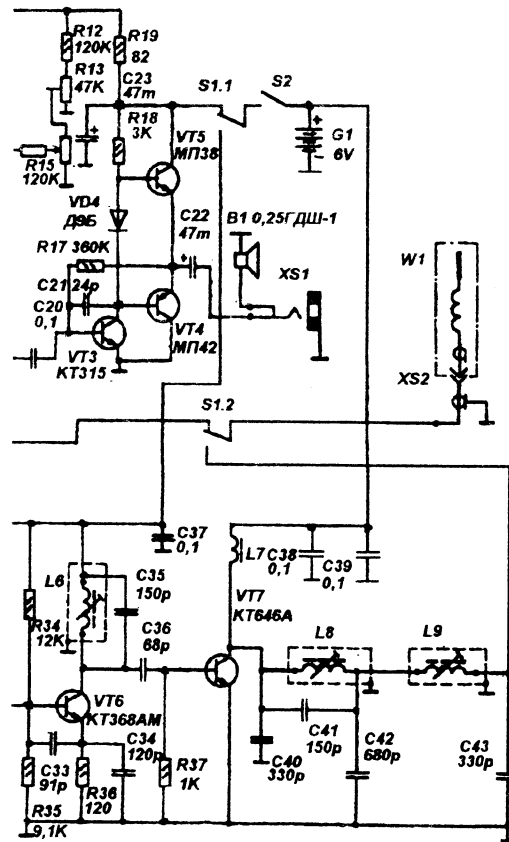 R12
120K
R19
82
R13
47K
C23
47m
S1.1
S2
R18
3K
VT5
МП38
G1
6V
R15
120K
VD4
Д9Б
C22
47m
B1 0,25ГДШ-1
R17 360K
XS1
W1
C21 24p
C20
0,1
VT4
МП42
VT3
КТ315
XS2
S1.2
C37
0,1
L7
C38
0,1
C39
0,1
L6
C35
150p
VT7
КТ646А
R34
12K
C36
68p
L8
L9
VT6
КТ368АМ
C34
120p
C41
150p
C42
680p
C33
91p
R36
120
R37
1K
C40
330p
C43
330p
R35
9,1K